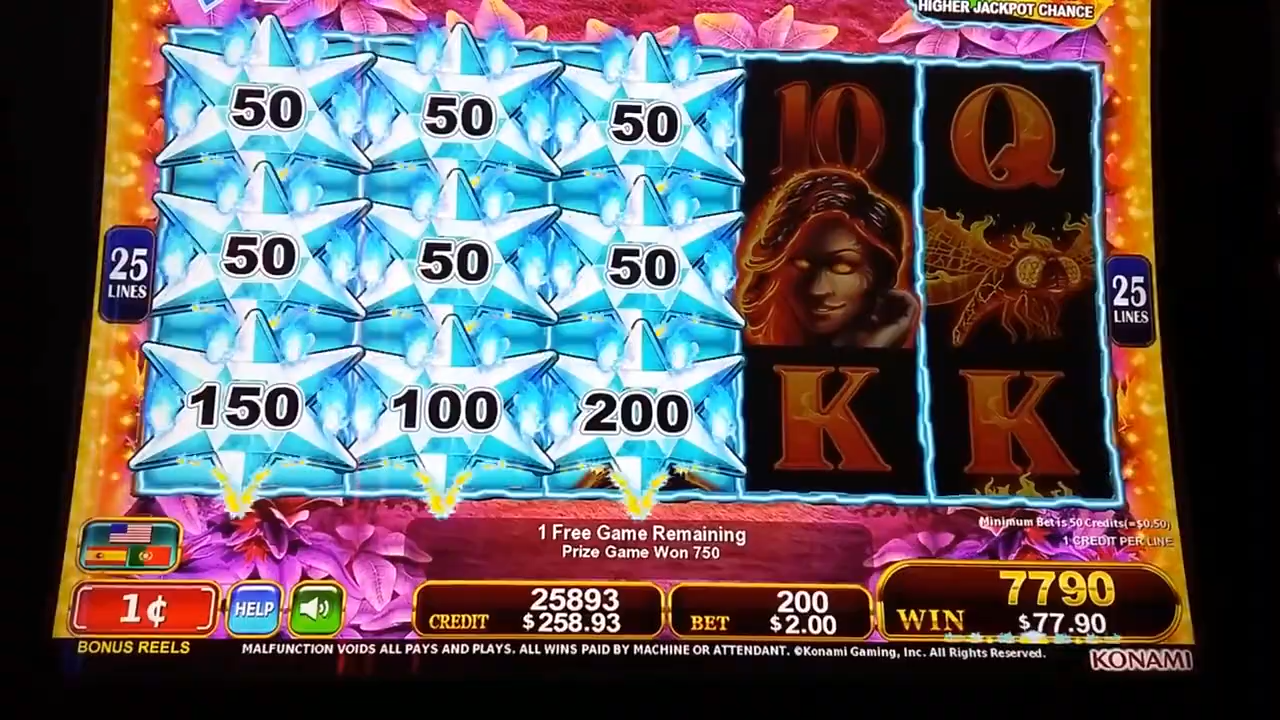 HIGHER JACKPOT CHANCE
50 50 50 10 Q
50 50 50
25 LINES
25 LINES
150 100 200 K K
1 Free Game Remaining
Prize Game Won 750
Minimum Bet is 50 Credits(=$0.50)
1 CREDIT PER LINE
1¢ HELP
CREDIT 25893
$258.93
BET 200
$2.00
WIN 7790
$77.90
BONUS REELS
MALFUNCTION VOIDS ALL PAYS AND PLAYS. ALL WINS PAID BY MACHINE OR ATTENDANT. ©Konami Gaming, Inc. All Rights Reserved.
KONAMI